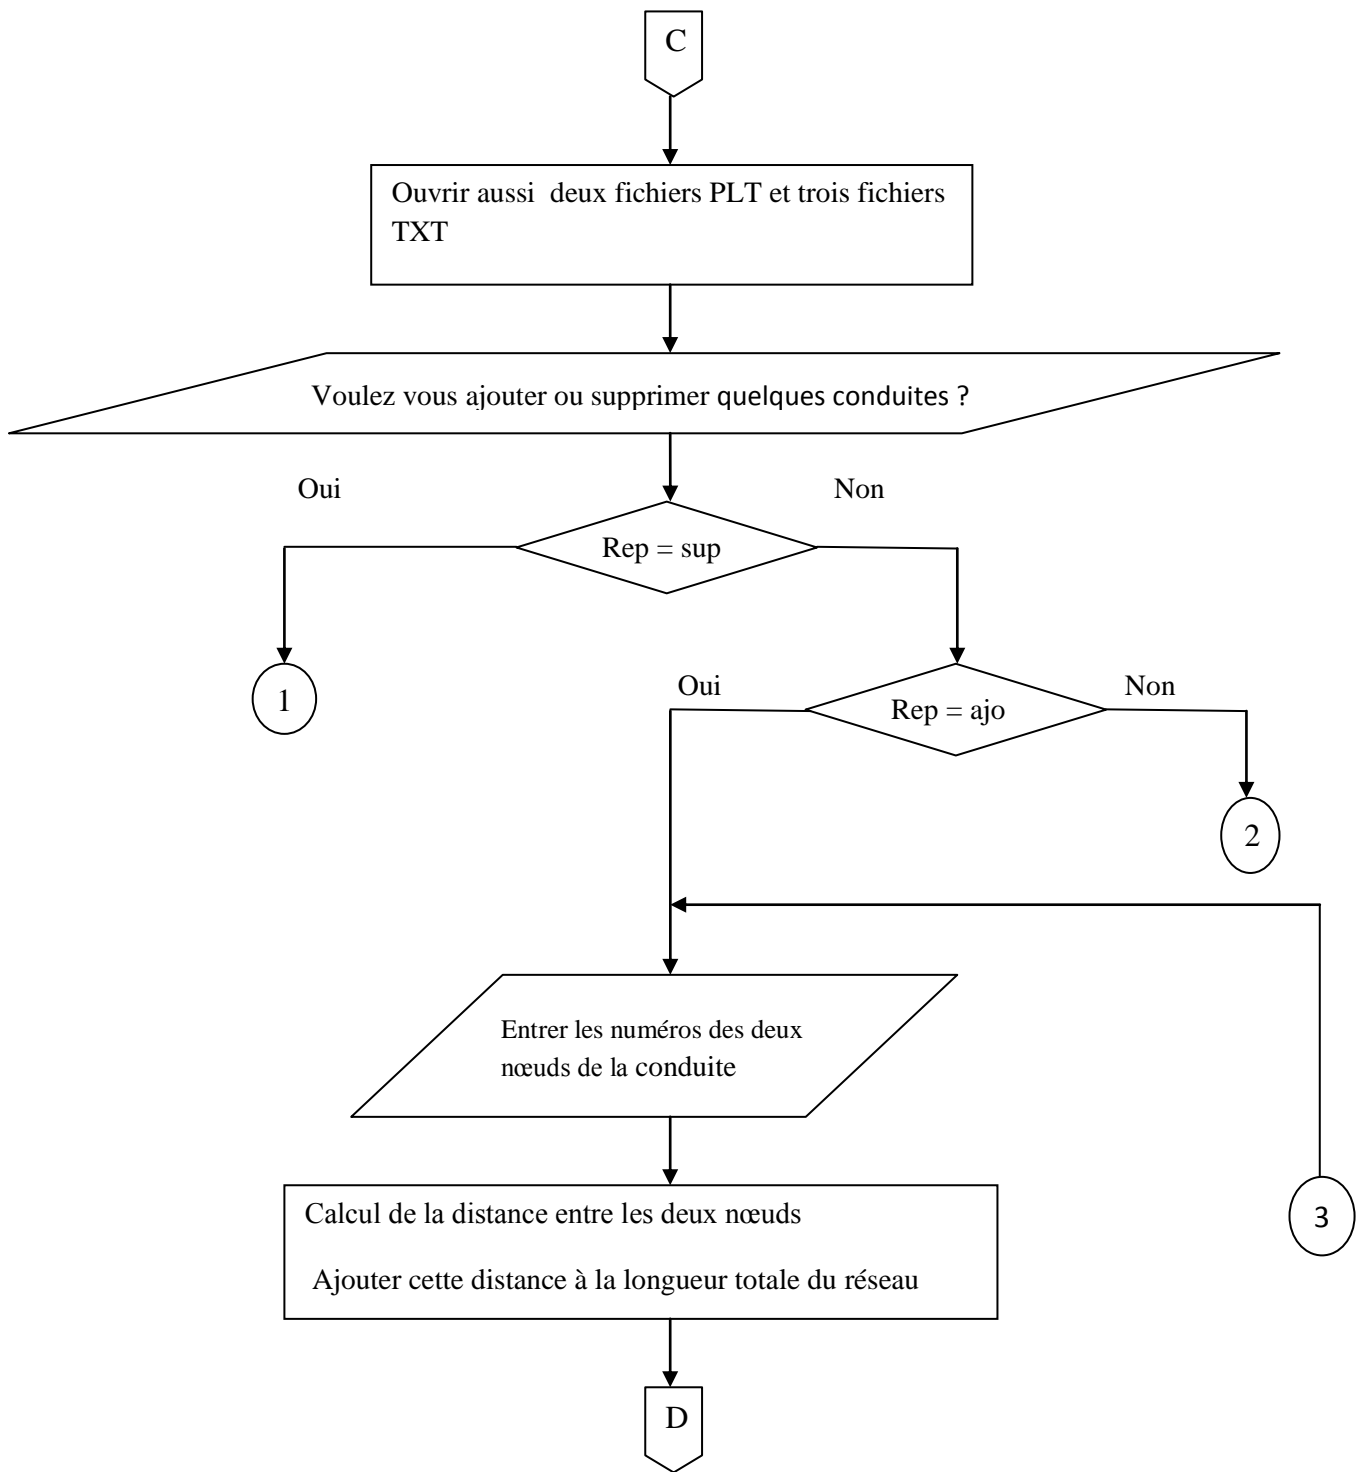 C
Ouvrir aussi  deux fichiers PLT et trois fichiers
TXT
Voulez vous ajouter ou supprimer quelques conduites ?
Oui
Non
Rep = sup
1
Oui
Non
Rep = ajo
2
Entrer les numéros des deux
nœuds de la conduite
Calcul de la distance entre les deux nœuds
3
Ajouter cette distance à la longueur totale du réseau
D